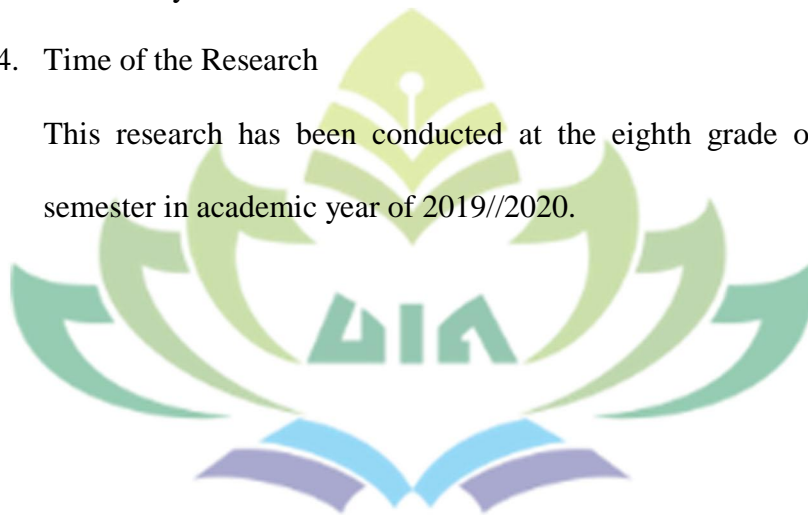 4. Time of the Research
This research has been conducted at the eighth grade
semester in academic year of 2019//2020.
UIN